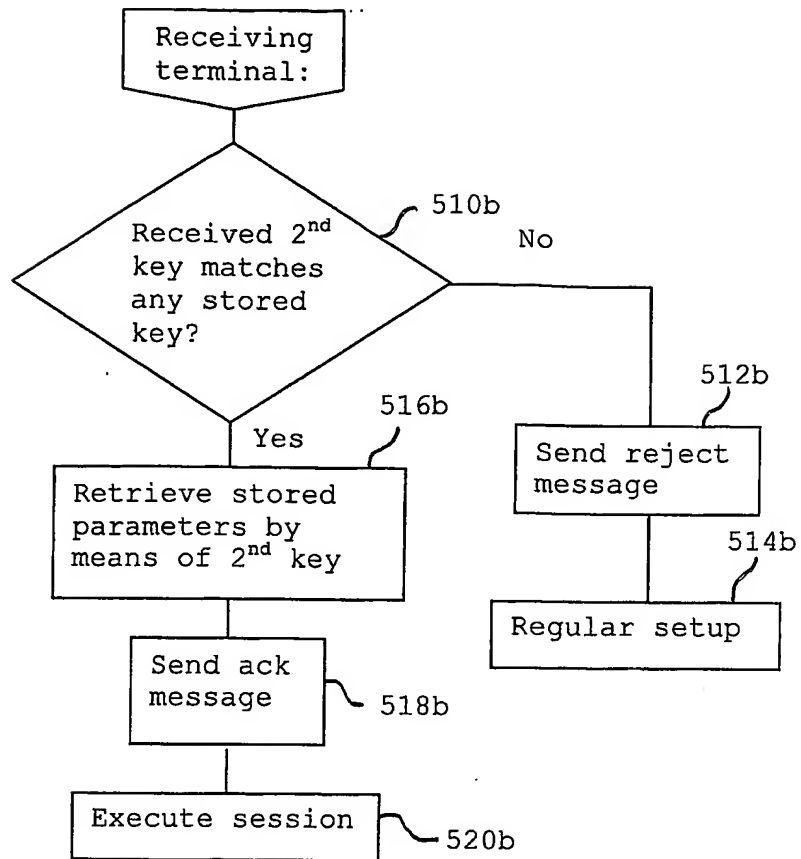 Receiving
terminal:
510b
Received 2nd
key matches
any stored
key?
No
Yes
516b
Retrieve stored
parameters by
means of 2nd key
512b
Send reject
message
514b
Regular setup
Send ack
message
518b
Execute session
520b